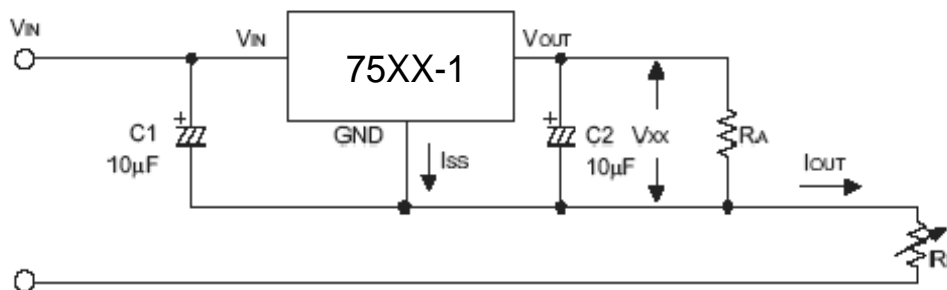 VIN
VIN
75XX-1
VOUT
GND
C1
10μF
ISS
C2
10μF
VXX
RA
IOUT